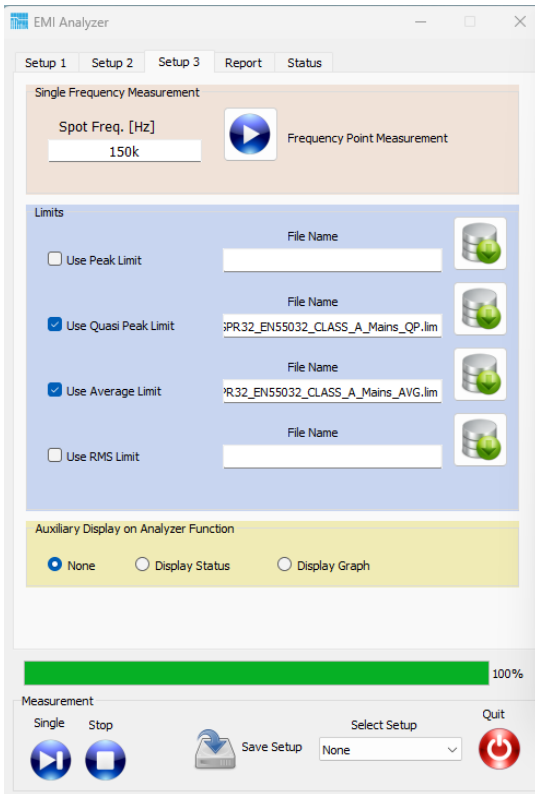 EMI Analyzer
Setup 1 Setup 2 Setup 3 Report Status
Single Frequency Measurement
Spot Freq. [Hz]
150k
Frequency Point Measurement
Limits
File Name
Use Peak Limit
File Name
Use Quasi Peak Limit
SPR32_EN55032_CLASS_A_Mains_QP.lim
File Name
Use Average Limit
PR32_EN55032_CLASS_A_Mains_AVG.lim
File Name
Use RMS Limit
Auxiliary Display on Analyzer Function
None Display Status Display Graph
100%
Measurement
Single Stop
Save Setup
Select Setup
None
Quit